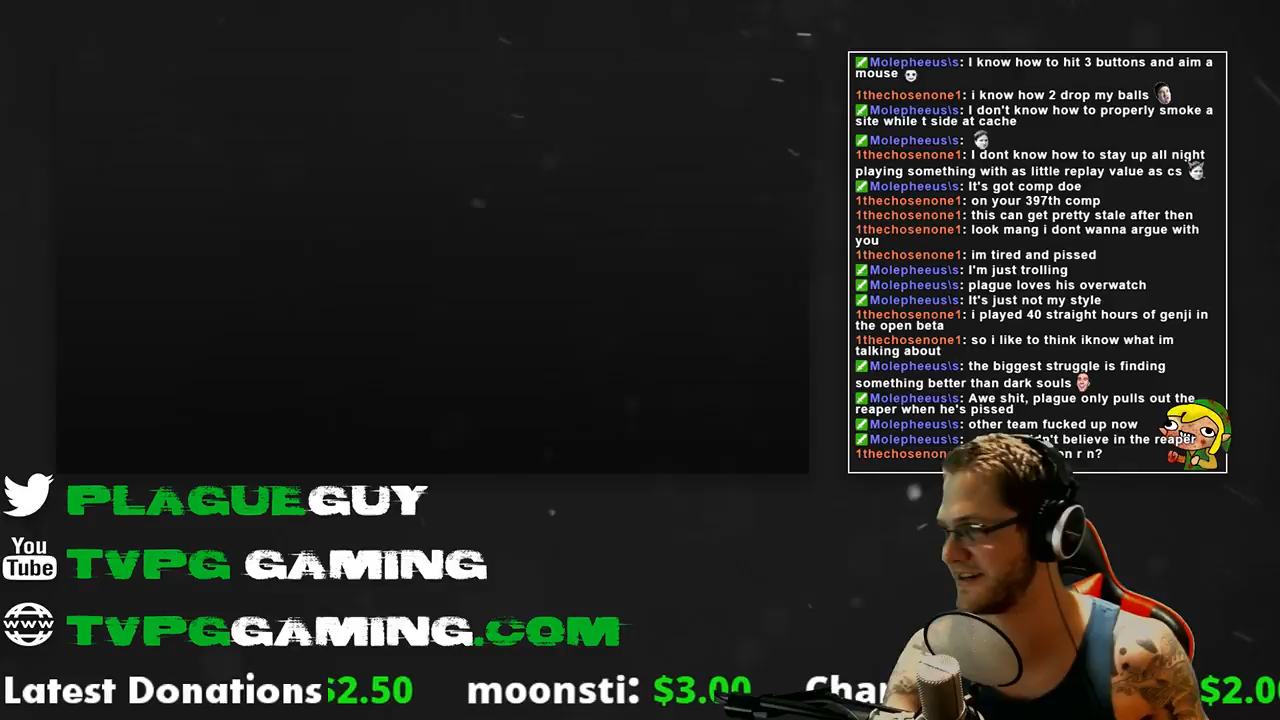 Molepheeus\s: I know how to hit 3 buttons and aim a
mouse
1thechosenone1: i know how 2 drop my balls
Molepheeus\s: I don't know how to properly smoke a
site while t side at cache
Molepheeus\s:
1thechosenone1: I dont know how to stay up all night
playing something with as little replay value as cs
Molepheeus\s: It's got comp doe
1thechosenone1: on your 397th comp
1thechosenone1: this can get pretty stale after then
1thechosenone1: look mang i dont wanna argue with
you
1thechosenone1: im tired and pissed
Molepheeus\s: I'm just trolling
Molepheeus\s: plague loves his overwatch
Molepheeus\s: It's just not my style
1thechosenone1: i played 40 straight hours of genji in
the open beta
1thechosenone1: so i like to think iknow what im
talking about
Molepheeus\s: the biggest struggle is finding
something better than dark souls
Molepheeus\s: Awe shit, plague only pulls out the
reaper when he's pissed
Molepheeus\s: other team fucked up now
Molepheeus\s: believe in the reaper
r n?
PLAGUEGUY
You
Tube
TVPG GAMING
www
TVPGGAMING.COM
Latest Donations $2.50 moonsti: $3.00